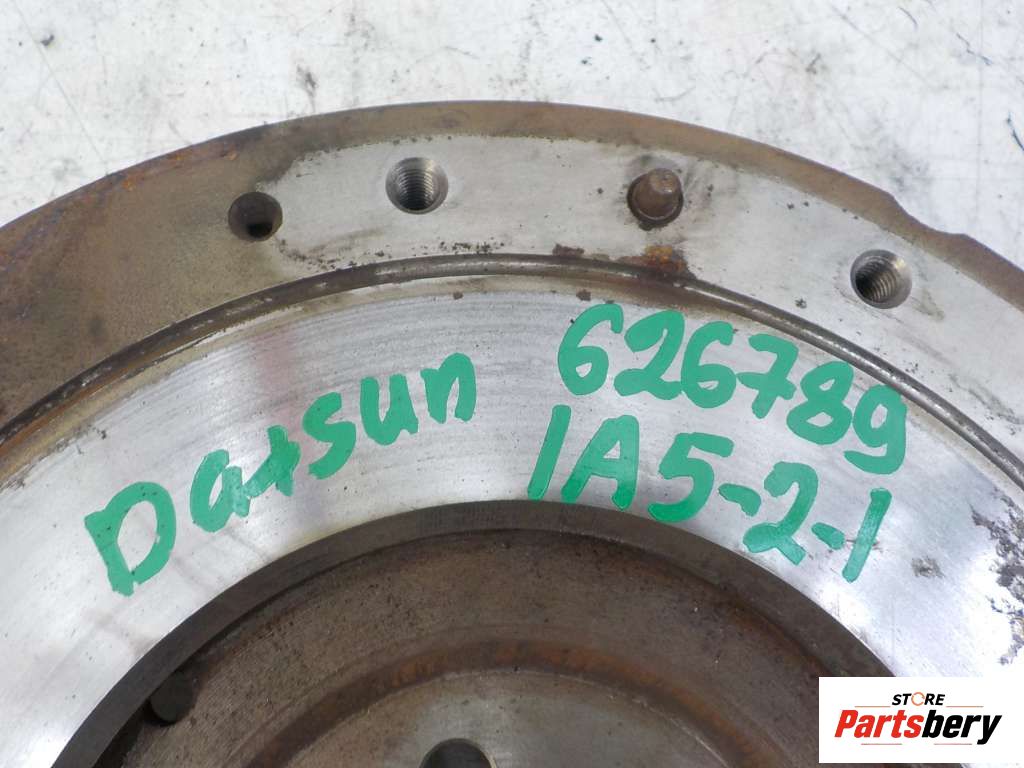 Datsun 626789
1A5-2-1
STORE
Partsbery